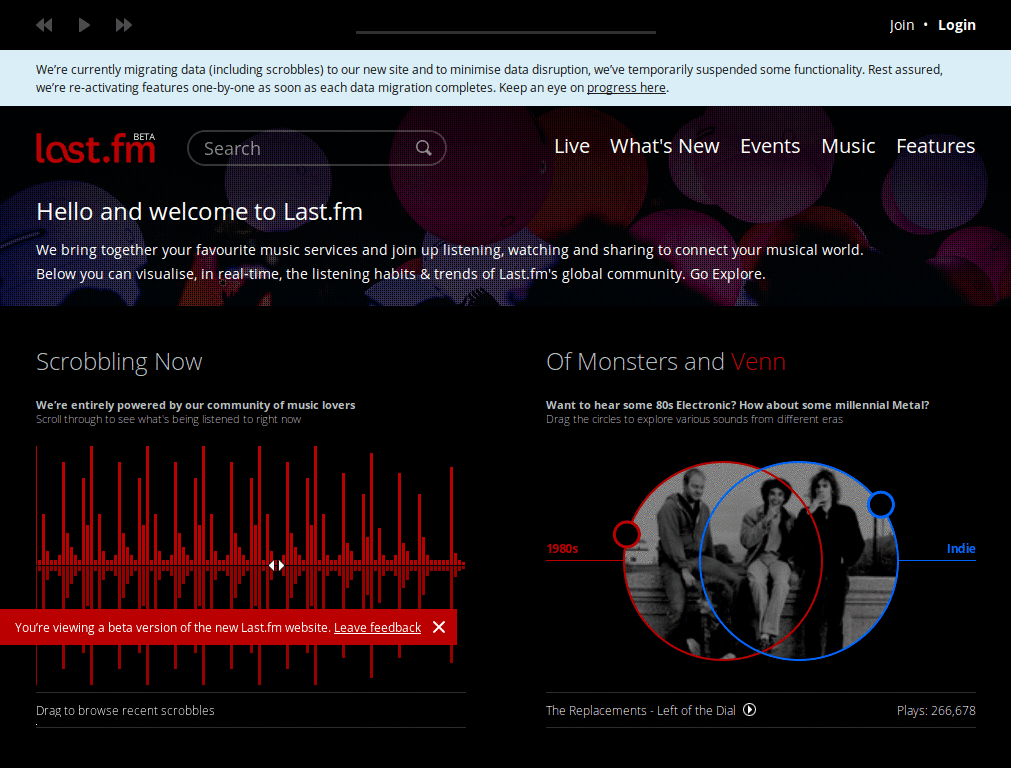 Join • Login
We're currently migrating data (including scrobbles) to our new site and to minimise data disruption, we've temporarily suspended some functionality. Rest assured,
we're re-activating features one-by-one as soon as each data migration completes. Keep an eye on progress here.
last.fm BETA
Search
Live What's New Events Music Features
Hello and welcome to Last.fm
We bring together your favourite music services and join up listening, watching and sharing to connect your musical world.
Below you can visualise, in real-time, the listening habits & trends of Last.fm's global community. Go Explore.
Scrobbling Now
We're entirely powered by our community of music lovers
Scroll through to see what's being listened to right now
You're viewing a beta version of the new Last.fm website. Leave feedback
Drag to browse recent scrobbles
Of Monsters and Venn
Want to hear some 80s Electronic? How about some millennial Metal?
Drag the circles to explore various sounds from different eras
1980s
Indie
The Replacements - Left of the Dial
Plays: 266,678